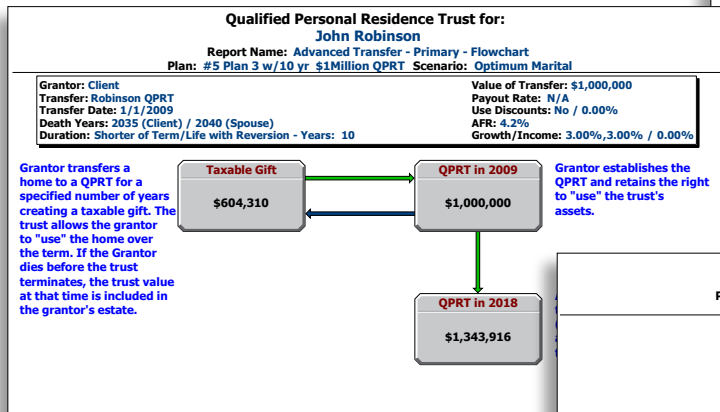 Qualified Personal Residence Trust for:
John Robinson
Report Name: Advanced Transfer - Primary - Flowchart
Plan: #5 Plan 3 w/10 yr $1Million QPRT Scenario: Optimum Marital
Grantor: Client
Transfer: Robinson QPRT
Transfer Date: 1/1/2009
Death Years: 2035 (Client) / 2040 (Spouse)
Duration: Shorter of Term/Life with Reversion - Years: 10
Value of Transfer: $1,000,000
Payout Rate: N/A
Use Discounts: No / 0.00%
AFR: 4.2%
Growth/Income: 3.00%,3.00% / 0.00%
Grantor transfers a
home to a QPRT for a
specified number of years
creating a taxable gift. The
trust allows the grantor
to "use" the home over
the term. If the Grantor
dies before the trust
terminates, the trust value
at that time is included in
the grantor's estate.
Taxable Gift
$604,310
QPRT in 2009
$1,000,000
Grantor establishes the
QPRT and retains the right
to "use" the trust's
assets.
QPRT in 2018
$1,343,916